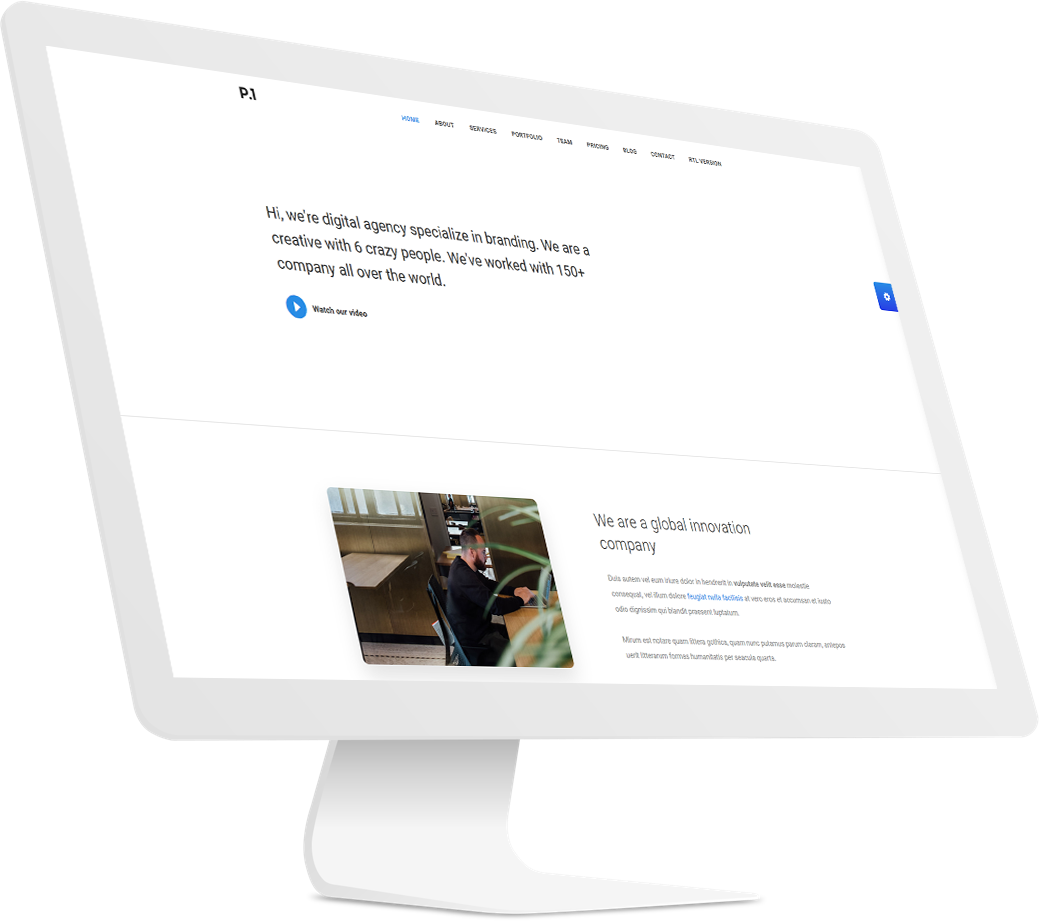 P.1
HOME ABOUT SERVICES PORTFOLIO TEAM PRICING BLOG CONTACT RTL VERSION
Hi, we're digital agency specialize in branding. We are a
creative with 6 crazy people. We've worked with 150+
company all over the world.
Watch our video
We are a global innovation
company
Duis autem vel eum iriure dolor in hendrerit in vulputate velit esse molestie
consequat, vel illum dolore feugiat nulla facilisis at vero eros et accumsan et iusto
odio dignissim qui blandit praesent luptatum.
Mirum est notare quam littera gothica, quam nunc putamus parum claram, antepos
uerit litterarum formas humanitatis per seacula quarta.